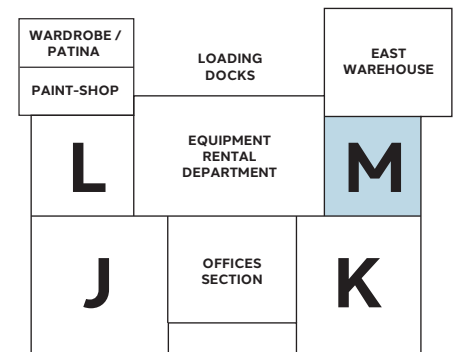 WARDROBE /
PATINA
PAINT-SHOP
LOADING
DOCKS
EAST
WAREHOUSE
L
EQUIPMENT
RENTAL
DEPARTMENT
M
J
OFFICES
SECTION
K